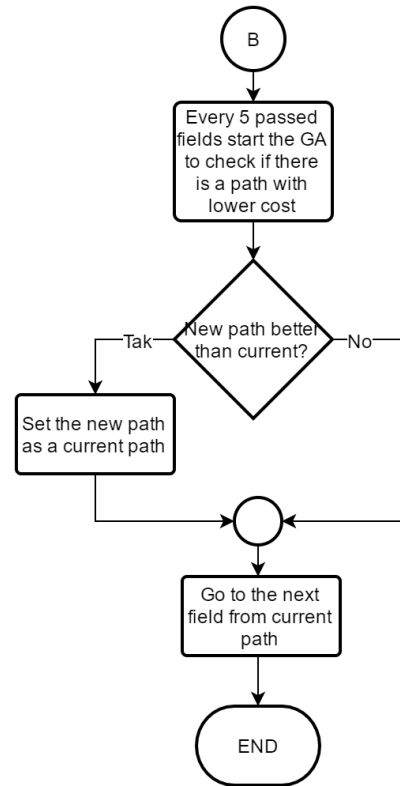 B
Every 5 passed
fields start the GA
to check if there
is a path with
lower cost
New path better
than current?
Tak
No
Set the new path
as a current path
Go to the next
field from current
path
END